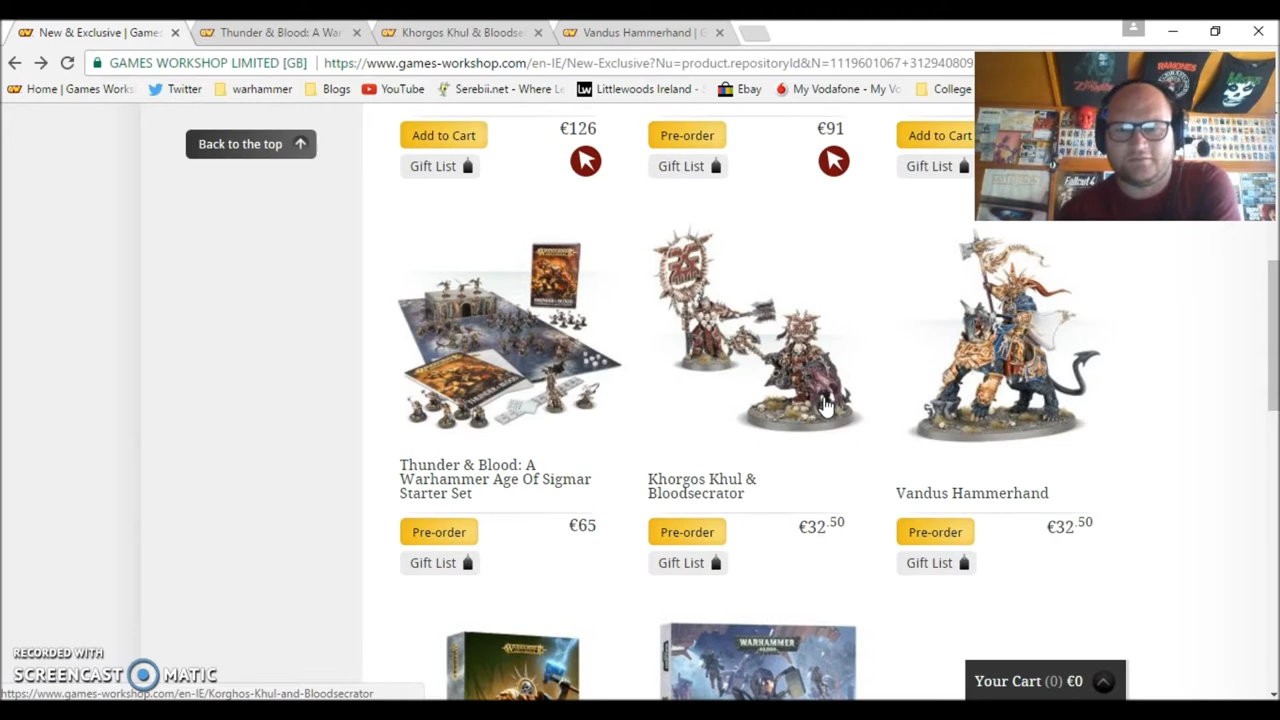 New & Exclusive | Game
Thunder & Blood: A War
Khorgos Khul & Bloodse
Vandus Hammerhand | G
GAMES WORKSHOP LIMITED [GB]
https://www.games-workshop.com/en-IE/New-Exclusive?Nu=product.repositoryId&N=1119601067+312940809
Home | Games Works
Twitter
warhammer
Blogs
YouTube
Serebii.net - Where Le
Littlewoods Ireland -
Ebay
My Vodafone - My Vo
College
RAMONES
Fallout 4
Back to the top
Add to Cart
€126
Pre-order
€91
Add to Cart
Gift List
Gift List
Gift List
Thunder & Blood: A
Warhammer Age Of Sigmar
Starter Set
Khorgos Khul &
Bloodsecrator
Vandus Hammerhand
Pre-order
€65
Pre-order
€32.50
Pre-order
€32.50
Gift List
Gift List
Gift List
WARHAMMER
RECORDED WITH
SCREENCAST MATIC
Your Cart (0) €0
https://www.games-workshop.com/en-IE/Korghos-Khul-and-Bloodsecrator